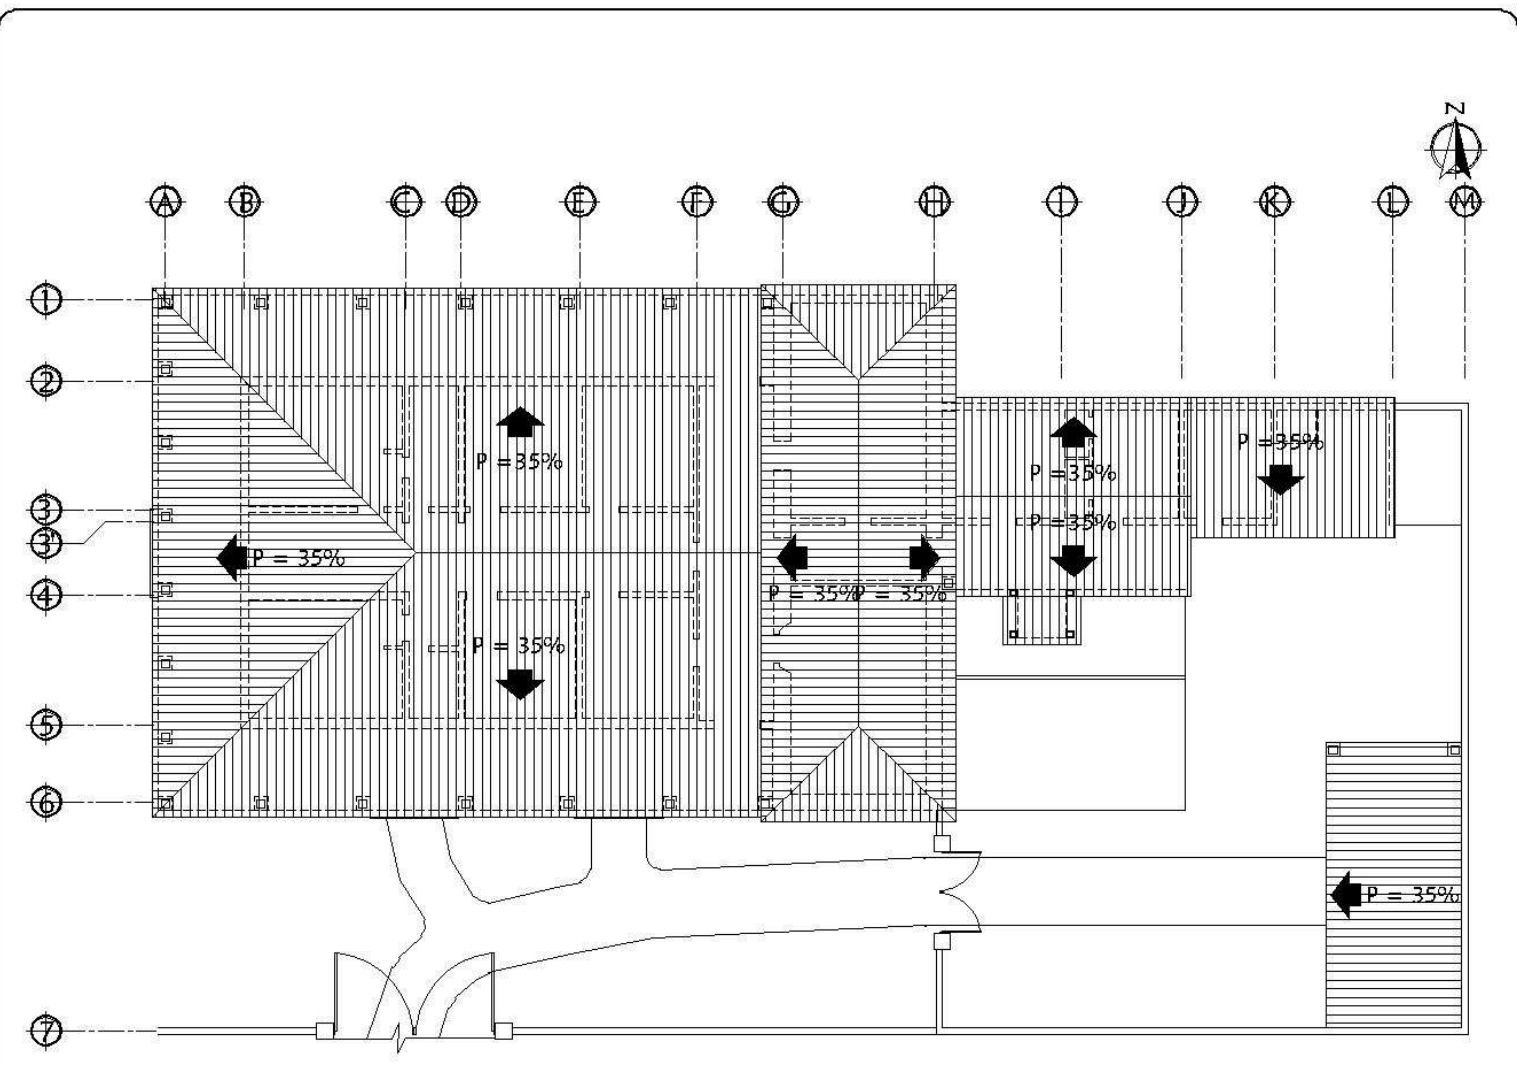 N
A B C D E F G H I J K L M
1
2
3
3'
4
5
6
7
P =35%
P =35%
P =35%
P =35%
P = 35%
P = 35%
P = 35%
P = 35%
P = 35%